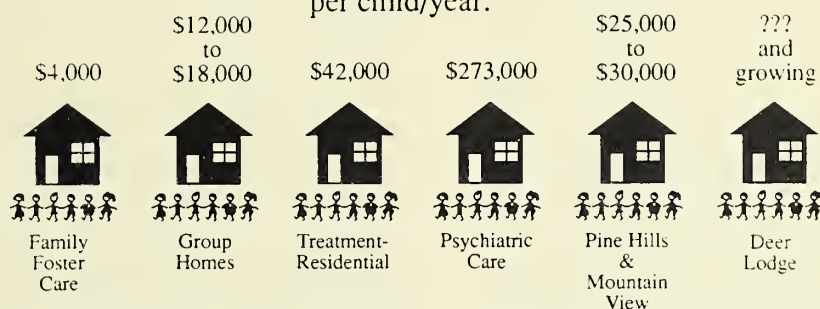 per child/year.
$4,000
$12,000
to
$18,000
$42,000
$273,000
$25,000
to
$30,000
???
and
growing
Family
Foster
Care
Group
Homes
Treatment-
Residential
Psychiatric
Care
Pine Hills
&
Mountain
View
Deer
Lodge